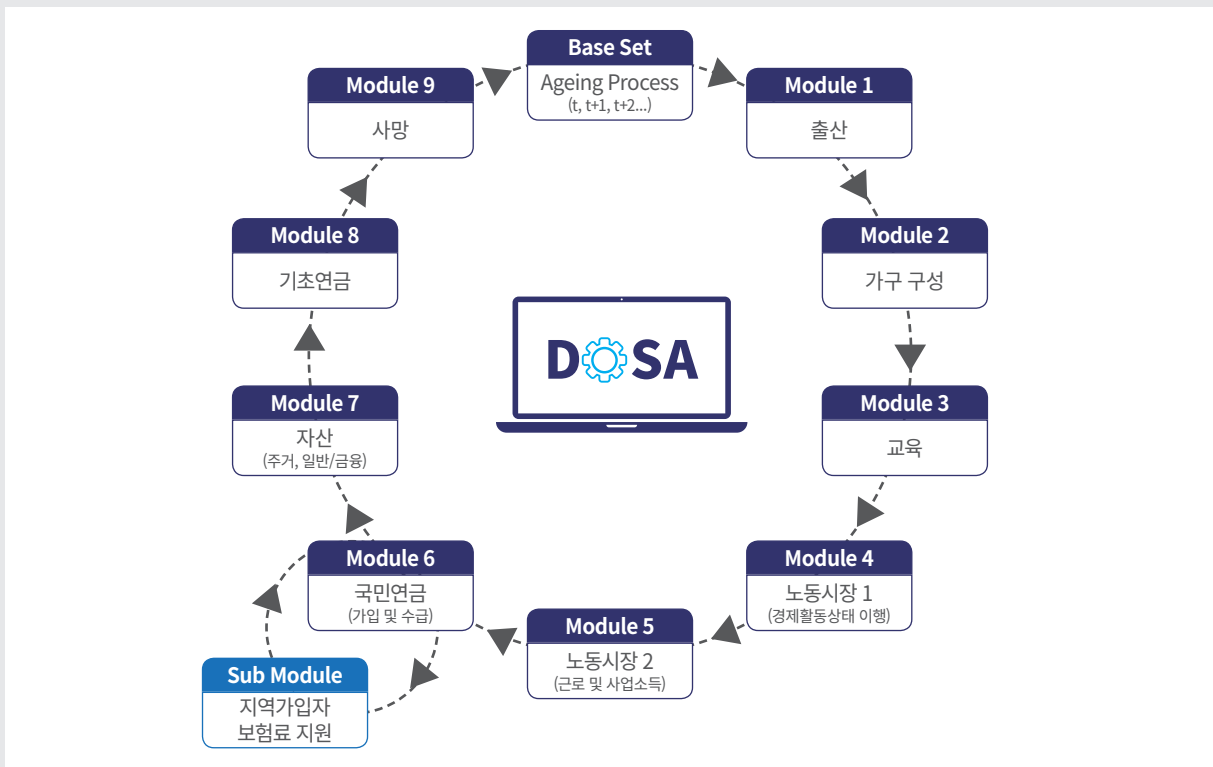 Base Set
Ageing Process
(t, t+1, t+2...)
Module 1
출산
Module 2
가구 구성
Module 3
교육
Module 4
노동시장 1
(경제활동상태 이행)
Module 5
노동시장 2
(근로 및 사업소득)
Module 6
국민연금
(가입 및 수급)
Sub Module
지역가입자
보험료 지원
Module 7
자산
(주거, 일반/금융)
Module 8
기초연금
Module 9
사망
DOSA